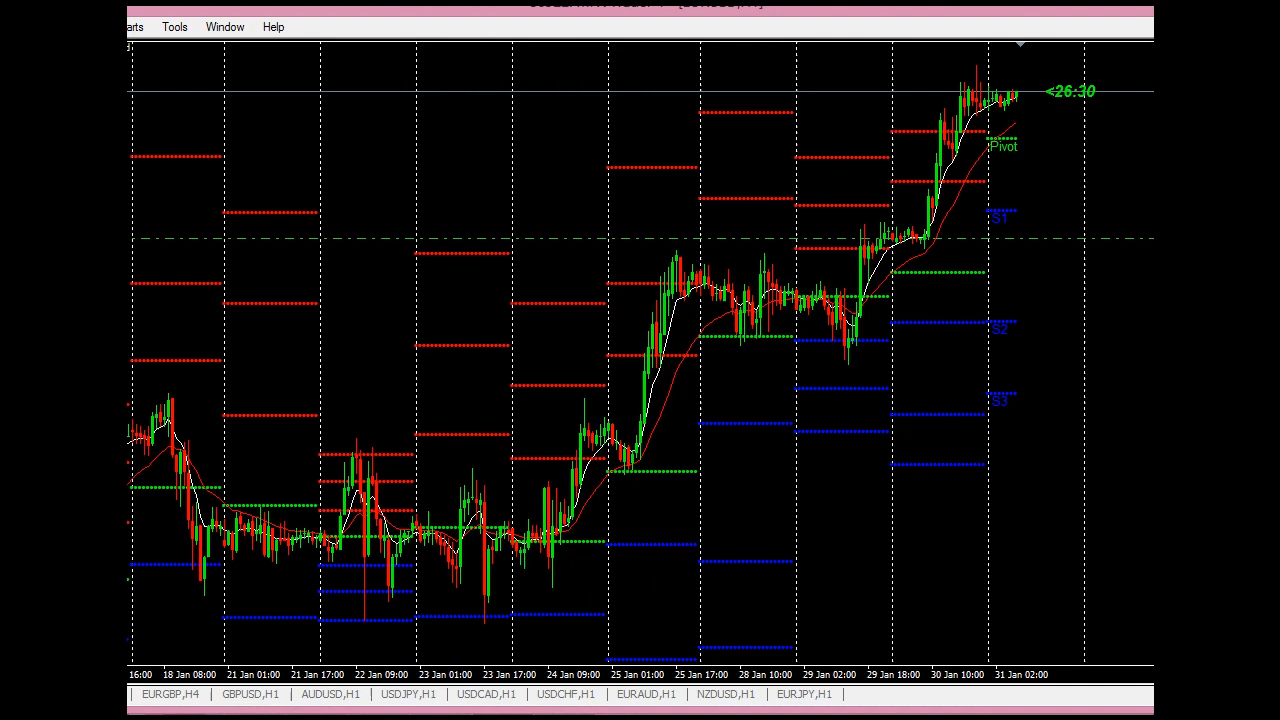 arts Tools Window Help
<26:30
Pivot
S1
S2
S3
16:00 18 Jan 08:00 21 Jan 01:00 21 Jan 17:00 22 Jan 09:00 23 Jan 01:00 23 Jan 17:00 24 Jan 09:00 25 Jan 01:00 25 Jan 17:00 28 Jan 10:00 29 Jan 02:00 29 Jan 18:00 30 Jan 10:00 31 Jan 02:00
EURGBP,H4 GBPUSD,H1 AUDUSD,H1 USDJPY,H1 USDCAD,H1 USDCHF,H1 EURAUD,H1 NZDUSD,H1 EURJPY,H1